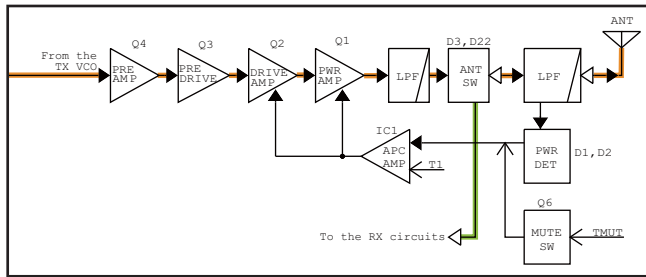 ANT
Q4
Q3
Q2
Q1
D3,D22
From the
TX VCO
PRE
AMP
PRE
DRIVE
DRIVE
AMP
PWR
AMP
LPF
ANT
SW
LPF
IC1
APC
AMP
T1
PWR
DET
D1,D2
Q6
To the RX circuits
MUTE
SW
TMUT